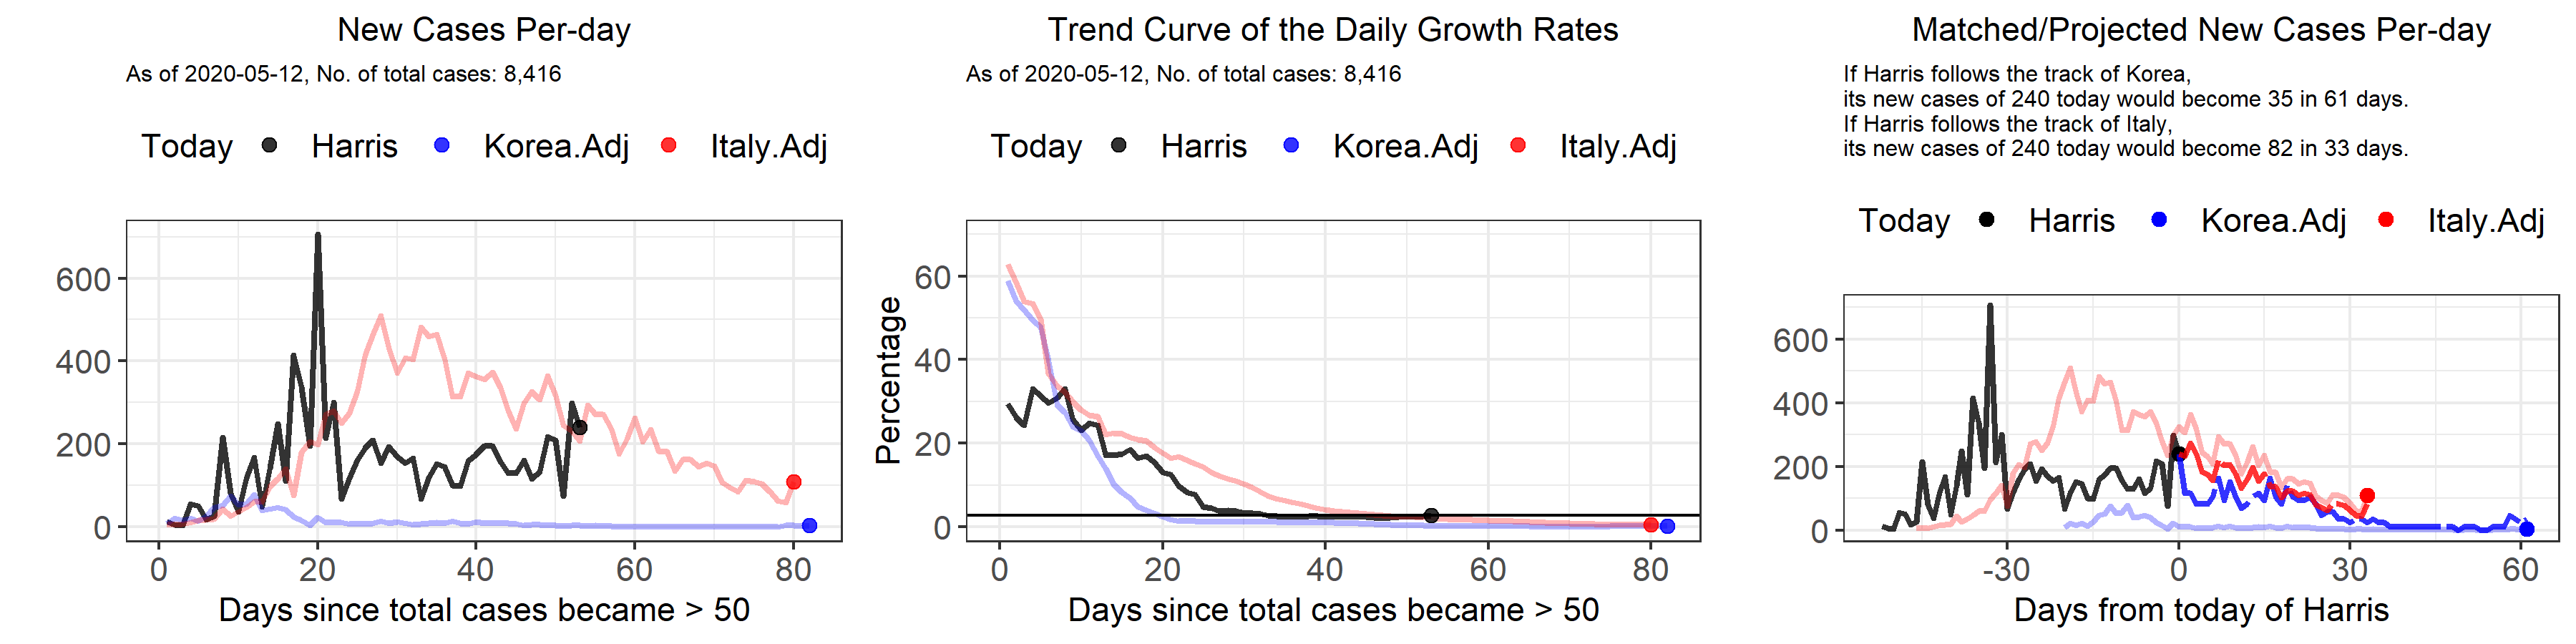 New Cases Per-day
As of 2020-05-12, No. of total cases: 8,416
Today Harris Korea.Adj Italy.Adj
600
400
200
0
0 20 40 60 80
Days since total cases became > 50
Trend Curve of the Daily Growth Rates
As of 2020-05-12, No. of total cases: 8,416
Today Harris Korea.Adj Italy.Adj
Percentage
60
40
20
0
0 20 40 60 80
Days since total cases became > 50
Matched/Projected New Cases Per-day
If Harris follows the track of Korea,
its new cases of 240 today would become 35 in 61 days.
If Harris follows the track of Italy,
its new cases of 240 today would become 82 in 33 days.
Today Harris Korea.Adj Italy.Adj
600
400
200
0
-30 0 30 60
Days from today of Harris